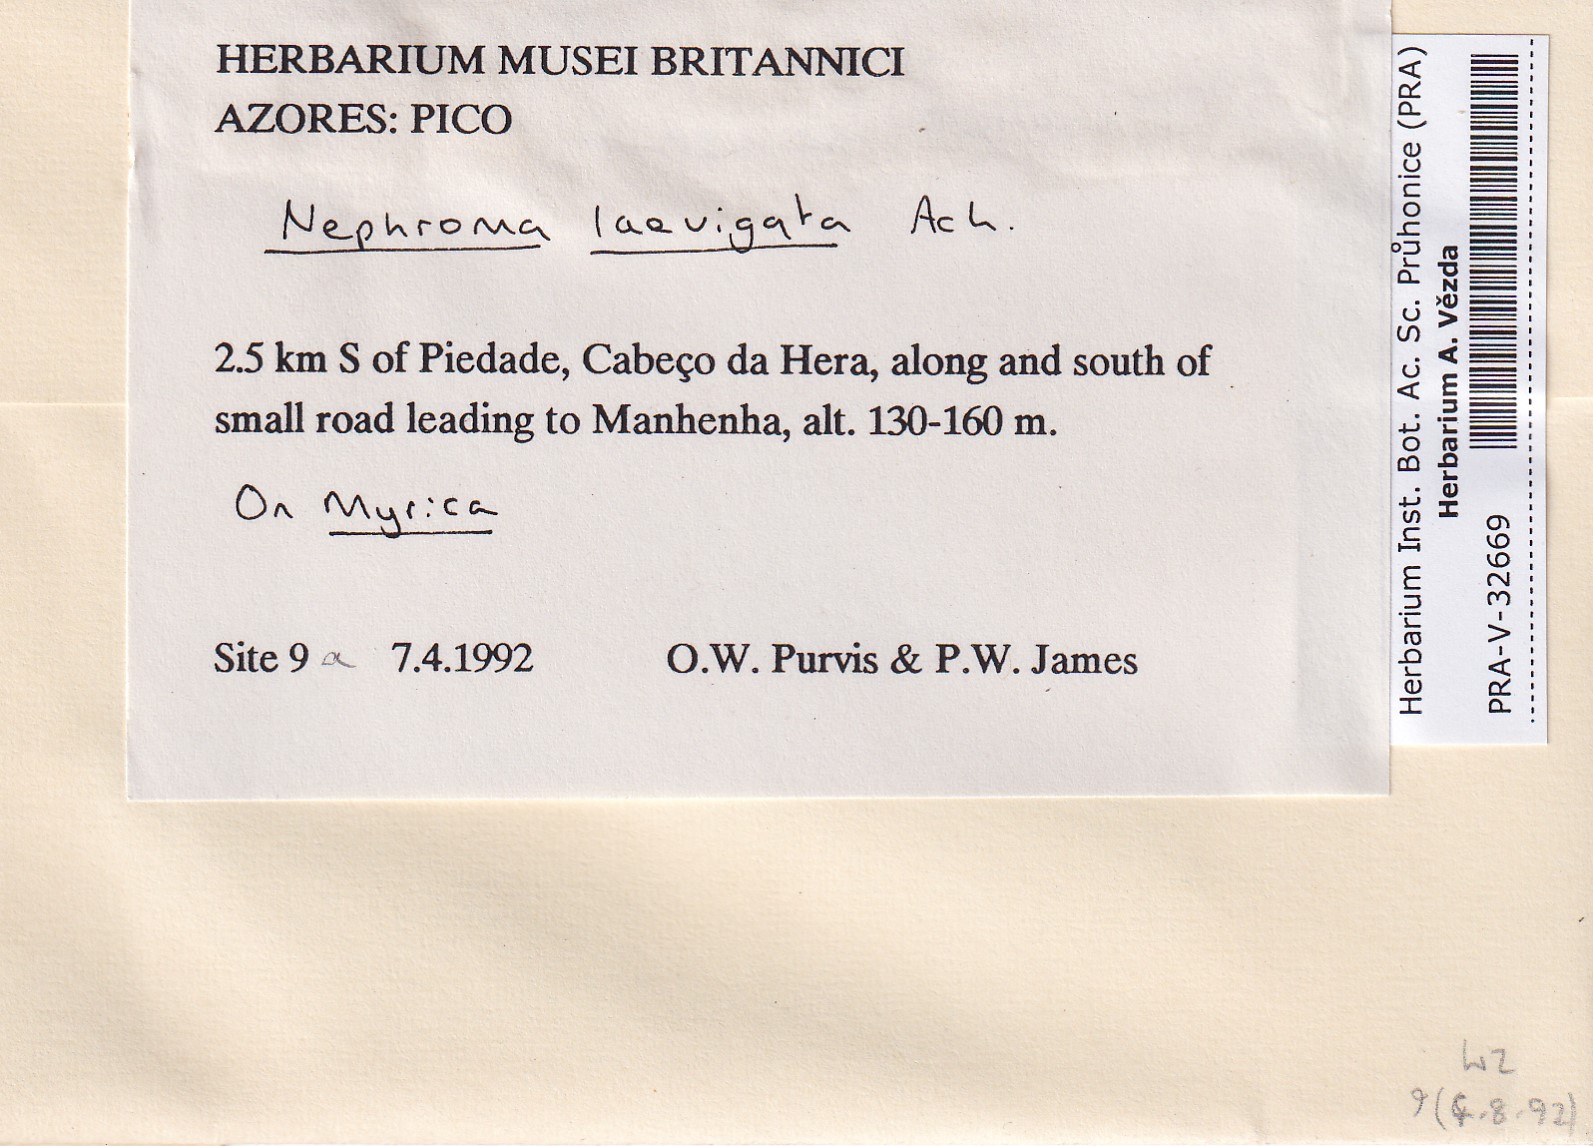 HERBARIUM MUSEI BRITANNICI
AZORES: PICO
Nephroma laevigata Ach.
2.5 km S of Piedade, Cabeço da Hera, along and south of
small road leading to Manhenha, alt. 130-160 m.
On Myrica
Site 9 a 7.4.1992 O.W. Purvis & P.W. James
Herbarium Inst. Bot. Ac. Sc. Průhonice (PRA)
Herbarium A. Vězda
PRA-V-32669